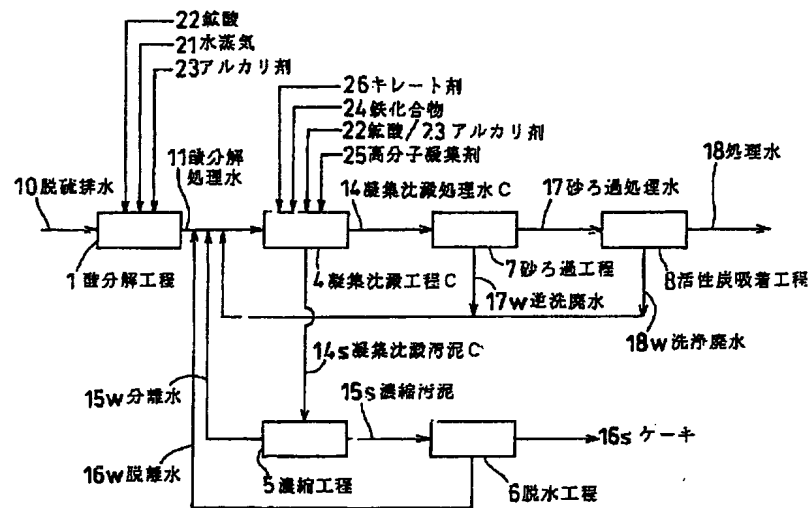 22鉱酸
21水蒸気
23アルカリ剤
26キレート剤
24鉄化合物
22鉱酸/23アルカリ剤
25高分子凝集剤
11酸分解
処理水
10脱硫排水
14凝集沈澱処理水C
17砂ろ過処理水
18処理水
1酸分解工程
4凝集沈澱工程C
7砂ろ過工程
8活性炭吸着工程
17w逆洗廃水
18w洗浄廃水
14s凝集沈澱汚泥C
15w分離水
15s濃縮汚泥
16w脱離水
16sケーキ
5濃縮工程
6脱水工程